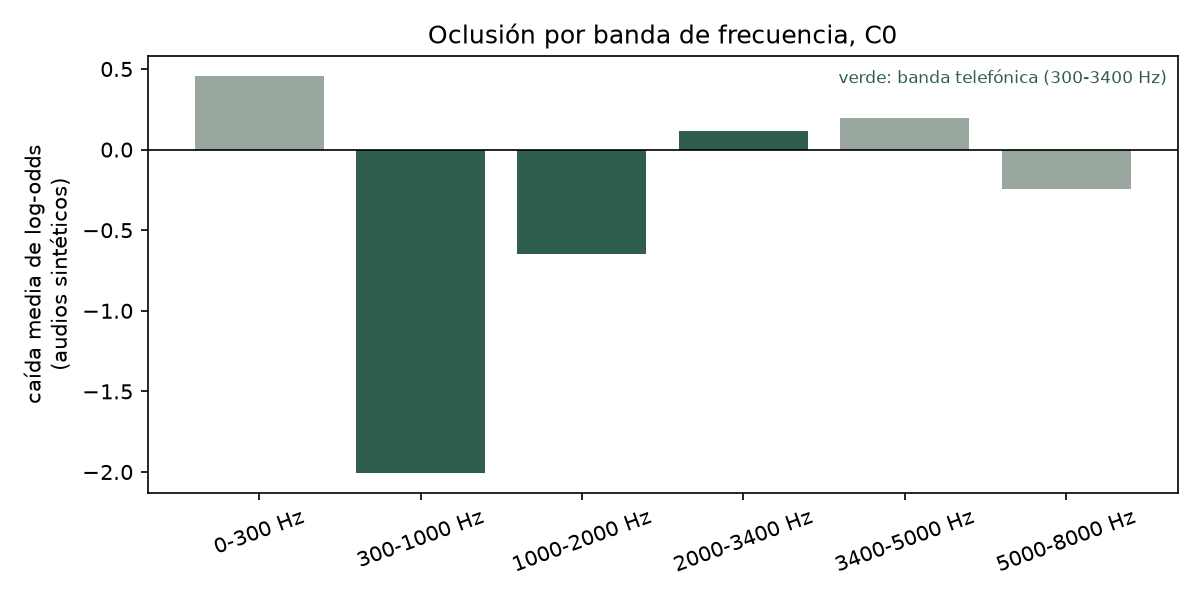 Oclusión por banda de frecuencia, C0
verde: banda telefónica (300-3400 Hz)
caída media de log-odds
(audios sintéticos)
0.5
0.0
−0.5
−1.0
−1.5
−2.0
0-300 Hz
300-1000 Hz
1000-2000 Hz
2000-3400 Hz
3400-5000 Hz
5000-8000 Hz